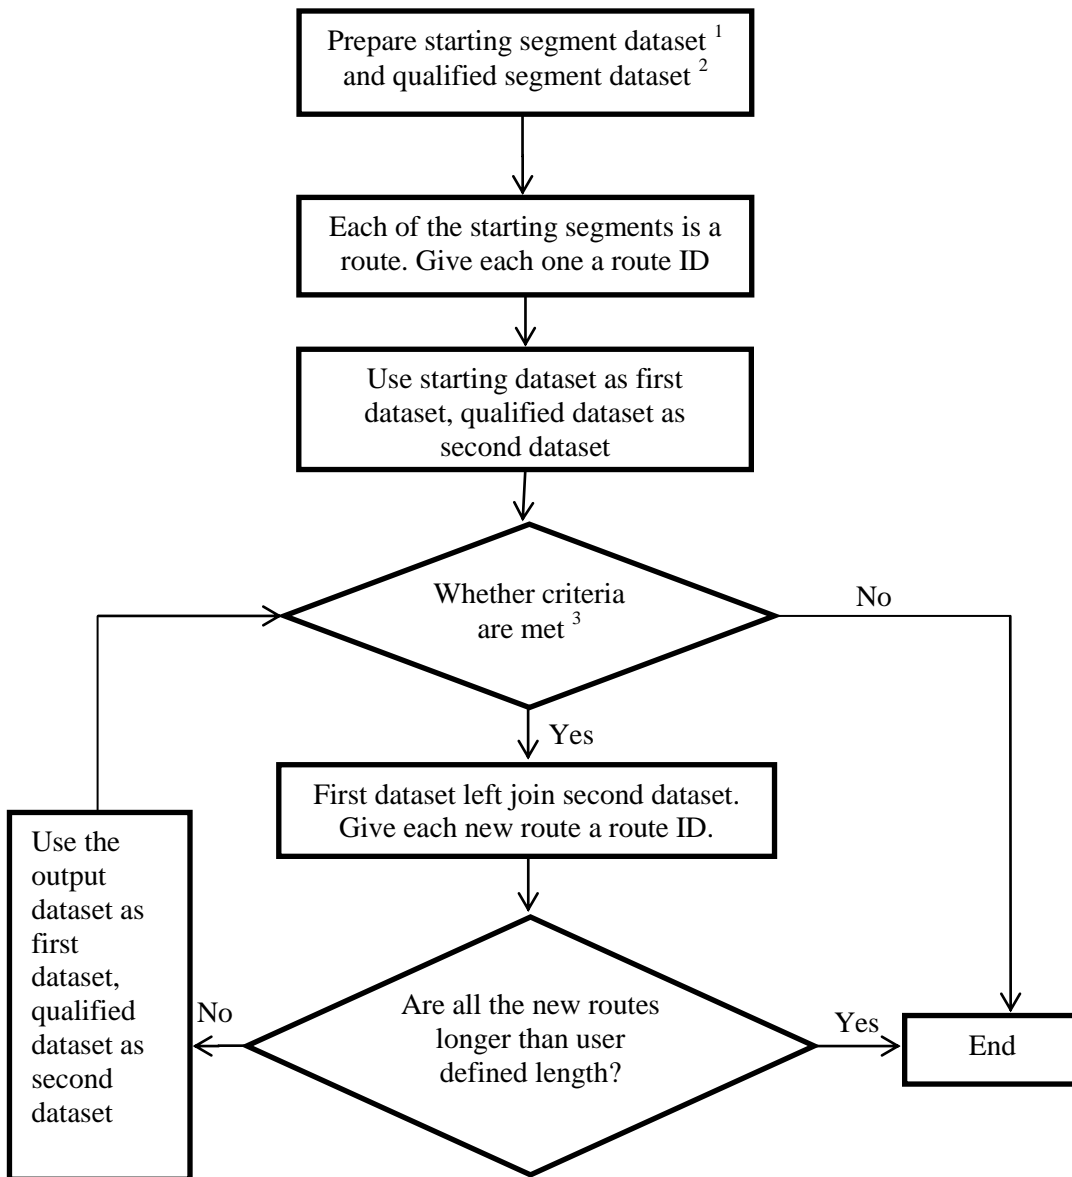 Prepare starting segment dataset 1
and qualified segment dataset 2
Each of the starting segments is a
route. Give each one a route ID
Use starting dataset as first
dataset, qualified dataset as
second dataset
Whether criteria
are met 3
No
Yes
First dataset left join second dataset.
Give each new route a route ID.
Use the
output
dataset as
first
dataset,
qualified
dataset as
second
dataset
No
Are all the new routes
longer than user
defined length?
Yes
End